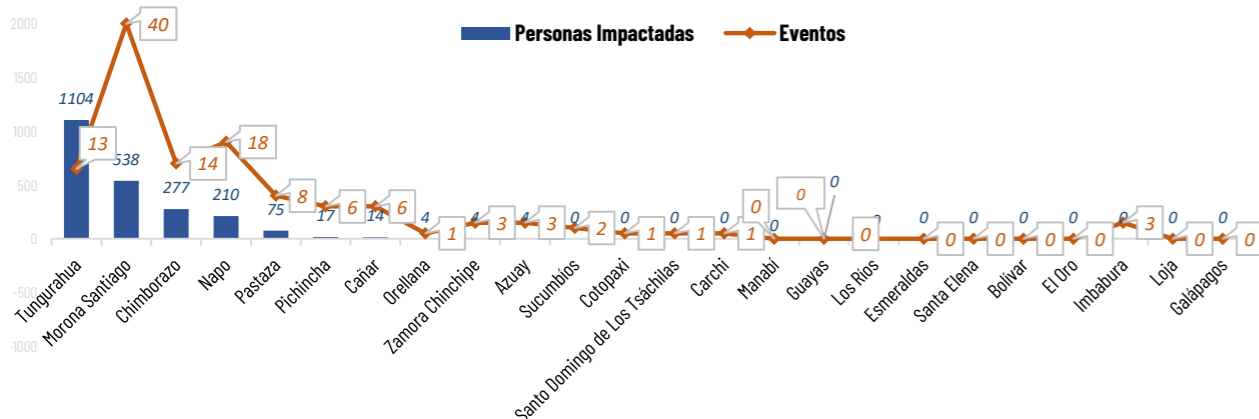 2000
1500
1000
500
0
-500
-1000
Personas Impactadas Eventos
1104 538 277 210 75 17 14 4 4 4 0 0 0 0 0 0 0 0 0 0 0 0 0 0
13 40 14 18 8 6 6 1 3 3 2 1 1 1 0 0 0 0 0 0 0 3 0 0
Tungurahua
Morona Santiago
Chimborazo
Napo
Pastaza
Pichincha
Cañar
Orellana
Zamora Chinchipe
Azuay
Sucumbíos
Cotopaxi
Santo Domingo de Los Tsáchilas
Carchi
Manabí
Guayas
Los Ríos
Esmeraldas
Santa Elena
Bolívar
El Oro
Imbabura
Loja
Galápagos